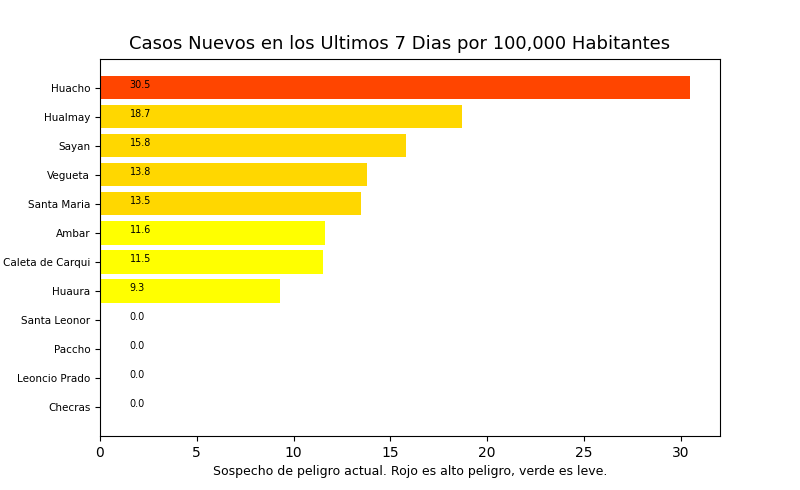 Casos Nuevos en los Ultimos 7 Dias por 100,000 Habitantes
Huacho 30.5
Hualmay 18.7
Sayan 15.8
Vegueta 13.8
Santa Maria 13.5
Ambar 11.6
Caleta de Carqui 11.5
Huaura 9.3
Santa Leonor 0.0
Paccho 0.0
Leoncio Prado 0.0
Checras 0.0
0 5 10 15 20 25 30
Sospecho de peligro actual. Rojo es alto peligro, verde es leve.